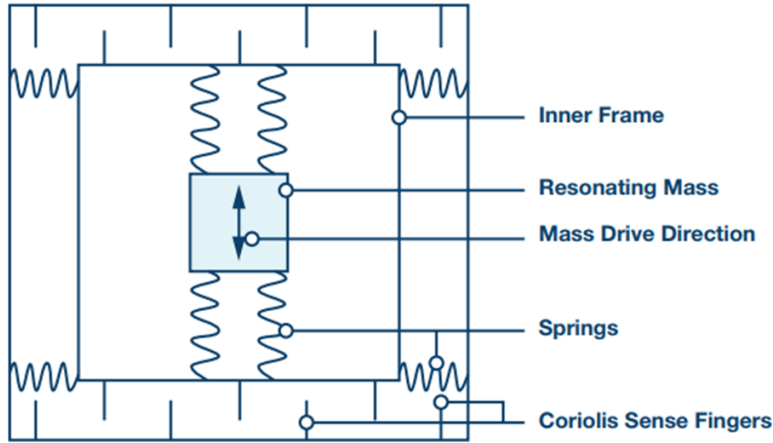 Inner Frame
Resonating Mass
Mass Drive Direction
Springs
Coriolis Sense Fingers